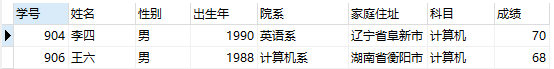 学号 姓名 性别 出生年 院系 家庭住址 科目 成绩
904 李四 男 1990 英语系 辽宁省阜新市 计算机 70
906 王六 男 1988 计算机系 湖南省衡阳市 计算机 68